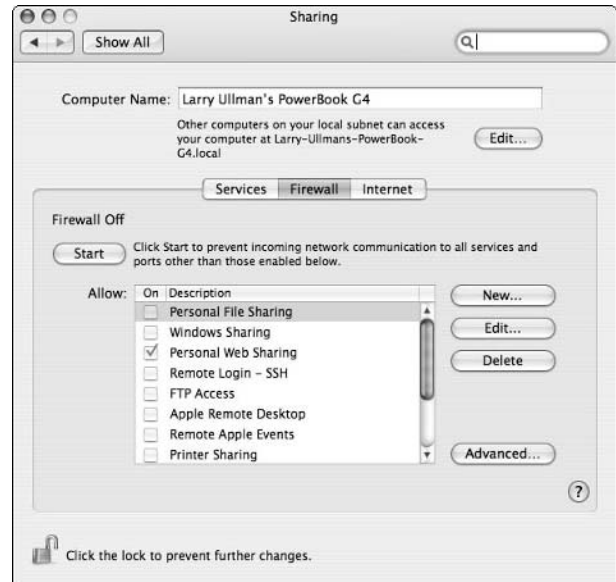 Sharing
Show All
Computer Name: Larry Ullman's PowerBook G4
Other computers on your local subnet can access
your computer at Larry-Ullmans-PowerBook-
G4.local
Edit...
Services Firewall Internet
Firewall Off
Start
Click Start to prevent incoming network communication to all services and
ports other than those enabled below.
Allow:
On Description
Personal File Sharing
Windows Sharing
Personal Web Sharing
Remote Login – SSH
FTP Access
Apple Remote Desktop
Remote Apple Events
Printer Sharing
New...
Edit...
Delete
Advanced...
?
Click the lock to prevent further changes.